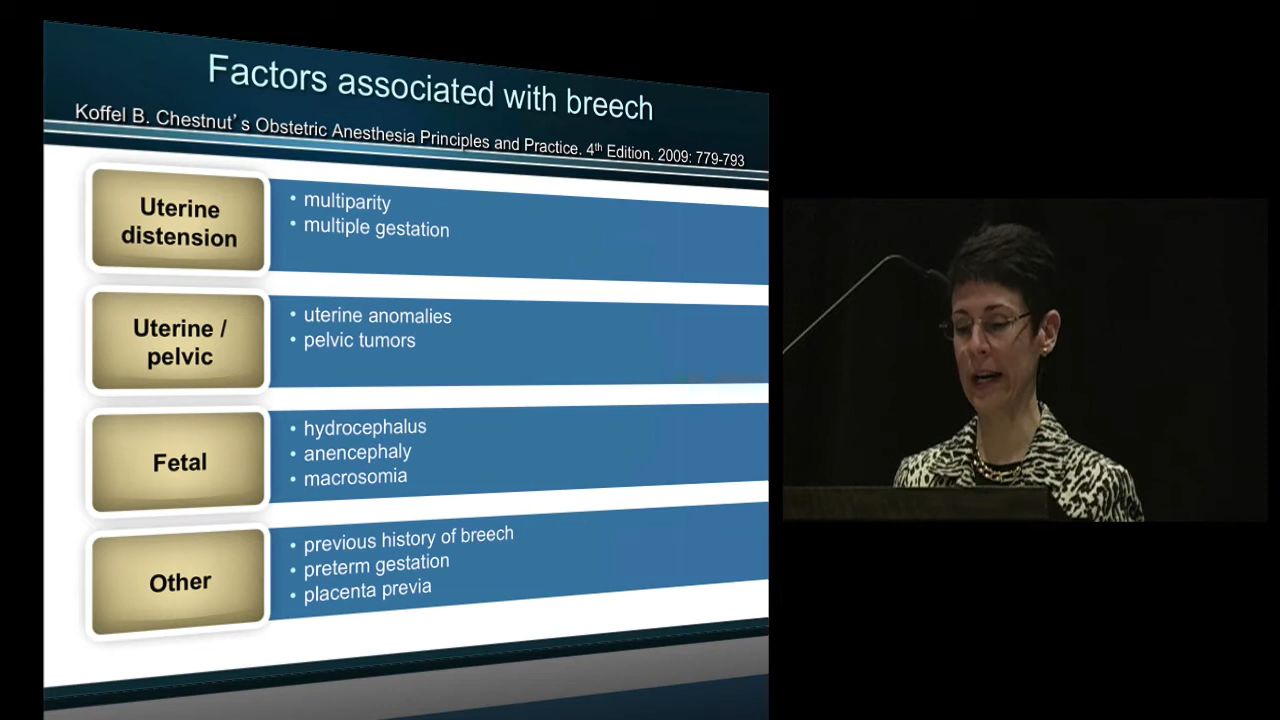 Factors associated with breech
Koffel B. Chestnut’s Obstetric Anesthesia Principles and Practice. 4th Edition. 2009: 779-793
Uterine
distension
• multiparity
• multiple gestation
Uterine /
pelvic
• uterine anomalies
• pelvic tumors
Fetal
• hydrocephalus
• anencephaly
• macrosomia
Other
• previous history of breech
• preterm gestation
• placenta previa